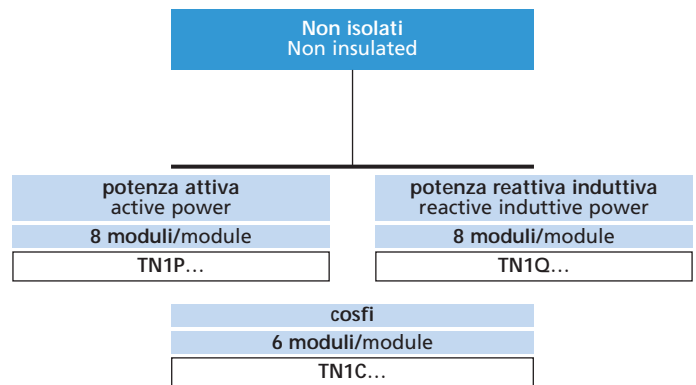 Non isolati
Non insulated
potenza attiva
active power
8 moduli/module
TN1P...
potenza reattiva induttiva
reactive induttive power
8 moduli/module
TN1Q...
cosfi
6 moduli/module
TN1C...